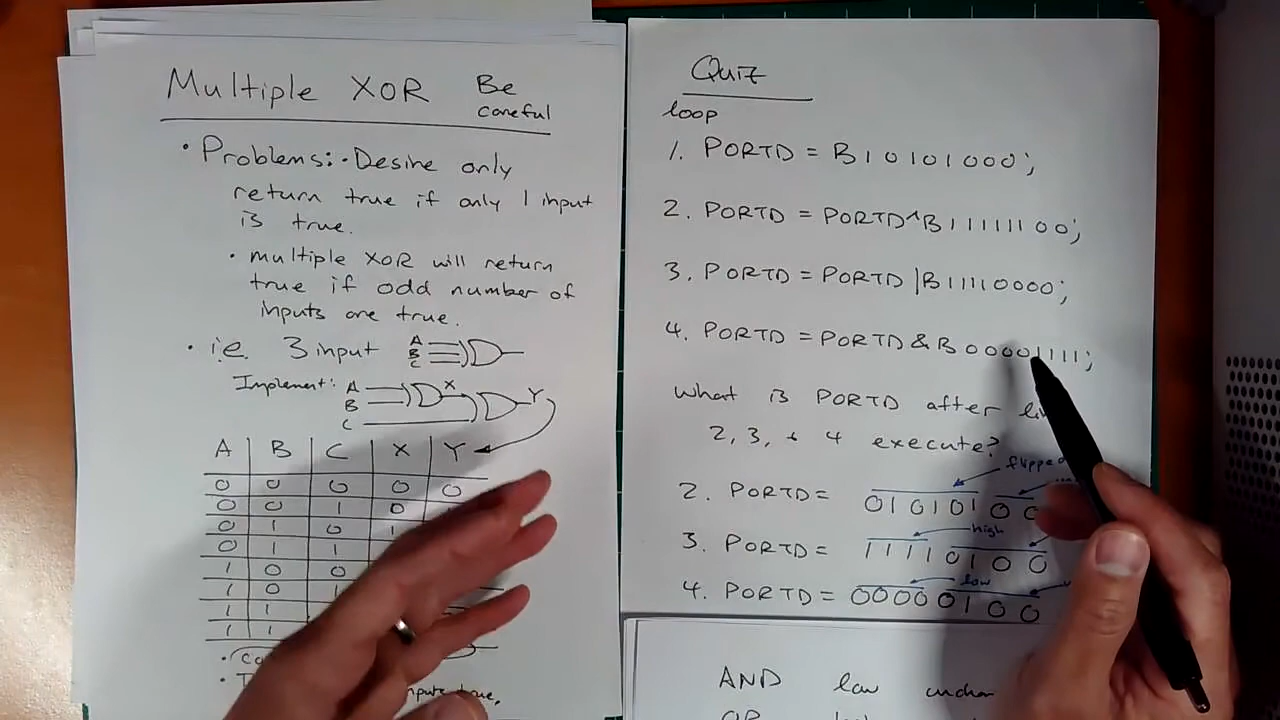 Multiple XOR Be careful
• Problems: • Desire only
return true if only 1 input
is true.
• multiple XOR will return
true if odd number of
inputs are true.
• i.e. 3 input A B C
Implement: A B C X Y
A B C X Y
0 0 0 0 0
0 0 1 0
0 1 0 1
0 1 1
1 0 0
1 0
1 1
1 1
inputs true,
Quiz
loop
1. PORTD = B10101000;
2. PORTD = PORTD^B11111100;
3. PORTD = PORTD|B11110000;
4. PORTD = PORTD & B00001111;
What is PORTD after
2, 3, + 4 execute?
flipped
2. PORTD = 01010100
high
3. PORTD = 11110100
low
4. PORTD = 00000100
AND low
OR